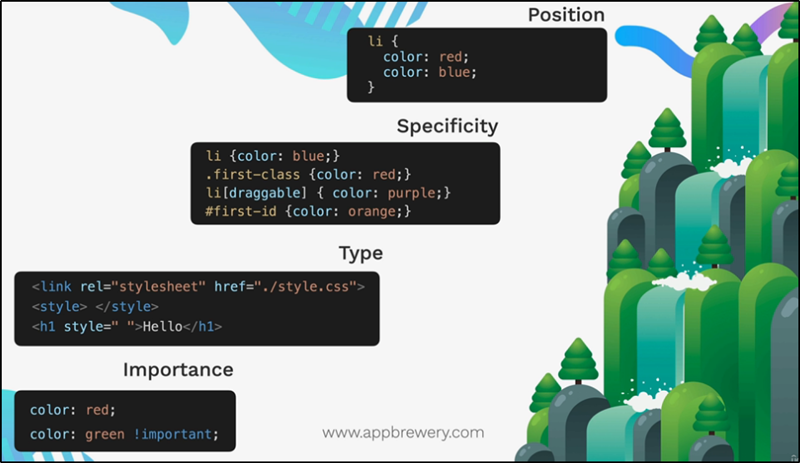 Position
li {
  color: red;
  color: blue;
}
Specificity
li {color: blue;}
.first-class {color: red;}
li[draggable] { color: purple;}
#first-id {color: orange;}
Type
<link rel="stylesheet" href="./style.css">
<style> </style>
<h1 style=" ">Hello</h1>
Importance
color: red;
color: green !important;
www.appbrewery.com